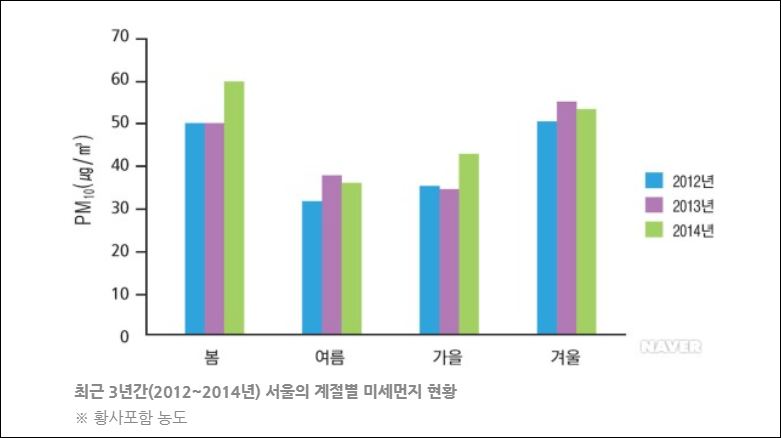 70
60
50
40
30
20
10
0
PM10(㎍/㎥)
봄 여름 가을 겨울
2012년
2013년
2014년
NAVER
최근 3년간(2012~2014년) 서울의 계절별 미세먼지 현황
※ 황사포함 농도